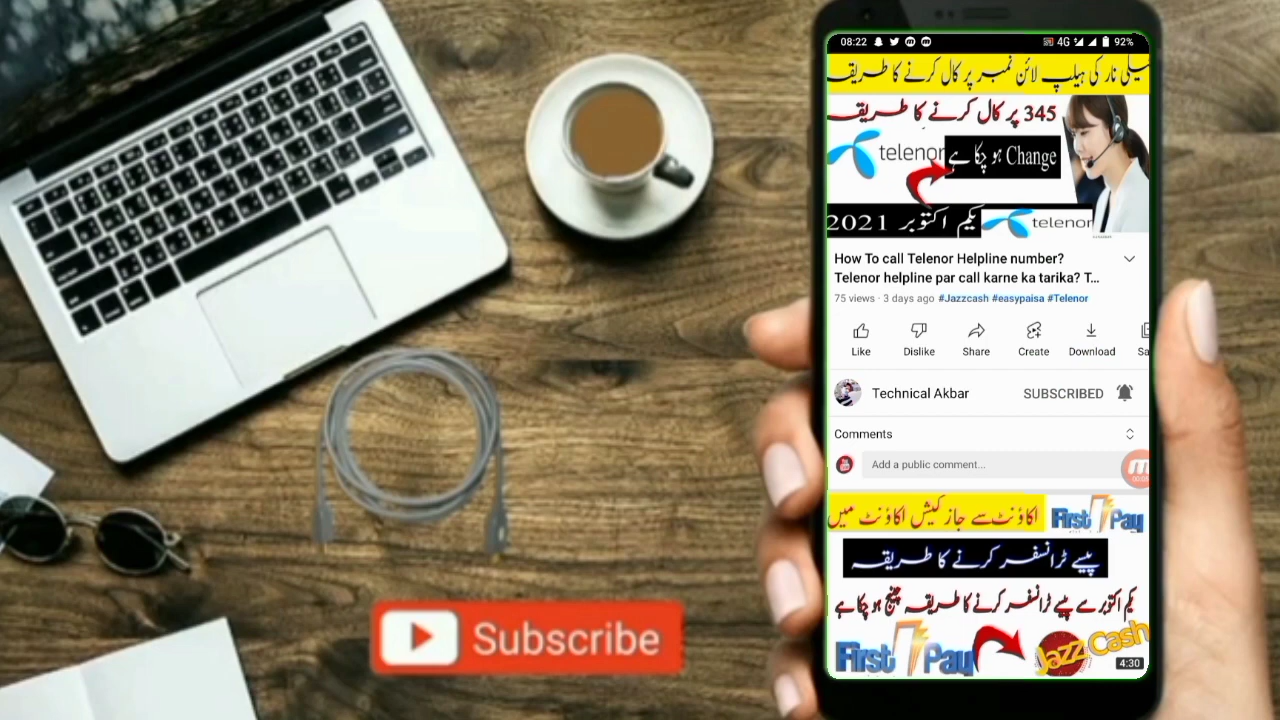 08:22
4G 92%
ٹیلی نار کی ہیلپ لائن نمبر پر کال کرنے کا طریقہ
345 پر کال کرنے کا طریقہ
telenor
Change ہو چکا ہے
یکم اکتوبر 2021
telenor
How To call Telenor Helpline number?
Telenor helpline par call karne ka tarika? T...
75 views · 3 days ago #Jazzcash #easypaisa #Telenor
Like Dislike Share Create Download Sa
Technical Akbar SUBSCRIBED
Comments
Add a public comment...
اکاؤنٹ سے جاز کیش اکاؤنٹ میں
First Pay
پیسے ٹرانسفر کرنے کا طریقہ
یکم اکتوبر سے پیسے ٹرانسفر کرنے کا طریقہ چینج ہو چکا ہے
First Pay
JazzCash
4:30
Subscribe